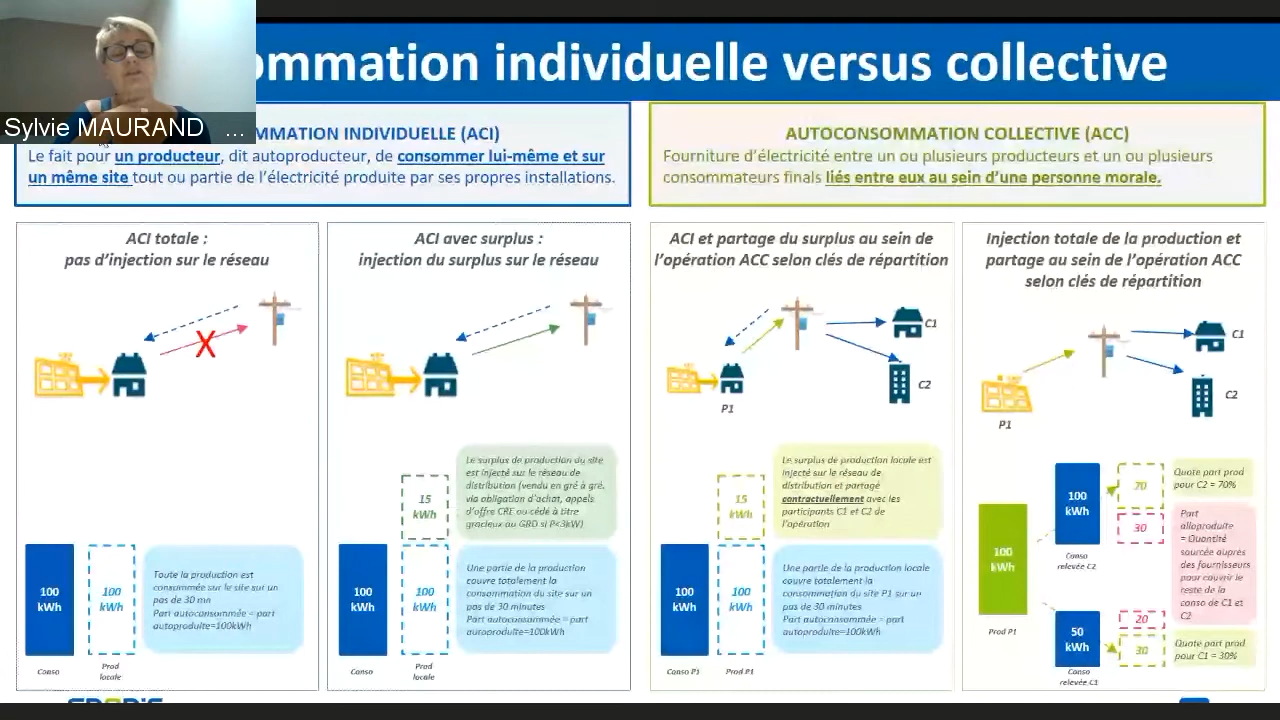 ommation individuelle versus collective
Sylvie MAURAND ...
MMATION INDIVIDUELLE (ACI)
Le fait pour un producteur, dit autoproducteur, de consommer lui-même et sur
un même site tout ou partie de l'électricité produite par ses propres installations.
AUTOCONSOMMATION COLLECTIVE (ACC)
Fourniture d'électricité entre un ou plusieurs producteurs et un ou plusieurs
consommateurs finals liés entre eux au sein d'une personne morale.
ACI totale :
pas d'injection sur le réseau
X
100
kWh
100
kWh
Conso
Prod
locale
Toute la production est
consommée sur le site sur un
pas de 30 mn
Part autoconsommée = part
autoproduite=100kWh
ACI avec surplus :
injection du surplus sur le réseau
15
kWh
Le surplus de production du site
est injecté sur le réseau de
distribution (vendu en gré à gré,
via obligation d'achat, appels
d'offre CRE ou cédé à titre
gracieux au GRD si P<3kW)
100
kWh
100
kWh
Conso
Prod
locale
Une partie de la production
couvre totalement la
consommation du site sur un
pas de 30 minutes
Part autoconsommée = part
autoproduite=100kWh
ACI et partage du surplus au sein de
l'opération ACC selon clés de répartition
C1
C2
P1
15
kWh
Le surplus de production locale est
injecté sur le réseau de
distribution et partagé
contractuellement avec les
participants C1 et C2 de
l'opération
100
kWh
100
kWh
Conso P1
Prod P1
Une partie de la production locale
couvre totalement la
consommation du site P1 sur un
pas de 30 minutes
Part autoconsommée = part
autoproduite=100kWh
Injection totale de la production et
partage au sein de l'opération ACC
selon clés de répartition
C1
C2
P1
100
kWh
Prod P1
100
kWh
Conso
relevée C2
70
30
Quote part prod
pour C2 = 70%
Part
alloproduite
= Quantité
sourcée auprès
des fournisseurs
pour couvrir le
reste de la
conso de C1 et
C2
50
kWh
Conso
relevée C1
20
30
Quote part prod
pour C1 = 30%